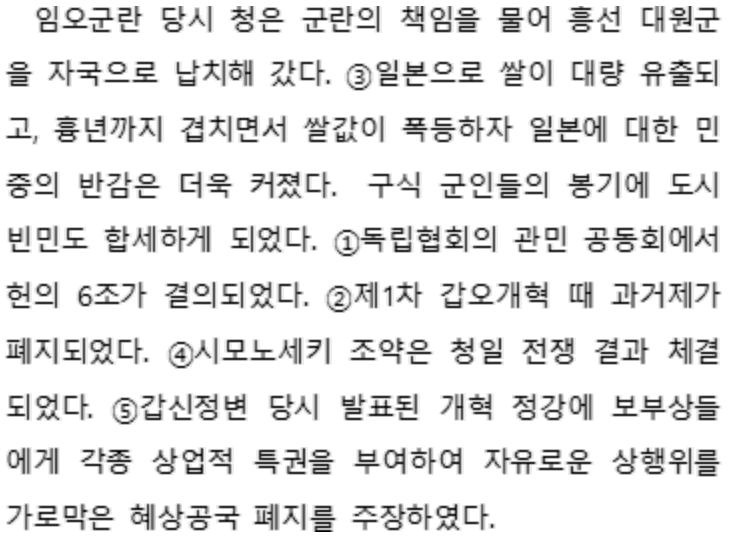 임오군란 당시 청은 군란의 책임을 물어 흥선 대원군
을 자국으로 납치해 갔다. ③일본으로 쌀이 대량 유출되
고, 흉년까지 겹치면서 쌀값이 폭등하자 일본에 대한 민
중의 반감은 더욱 커졌다. 구식 군인들의 봉기에 도시
빈민도 합세하게 되었다. ①독립협회의 관민 공동회에서
헌의 6조가 결의되었다. ②제1차 갑오개혁 때 과거제가
폐지되었다. ④시모노세키 조약은 청일 전쟁 결과 체결
되었다. ⑤갑신정변 당시 발표된 개혁 정강에 보부상들
에게 각종 상업적 특권을 부여하여 자유로운 상행위를
가로막은 혜상공국 폐지를 주장하였다.